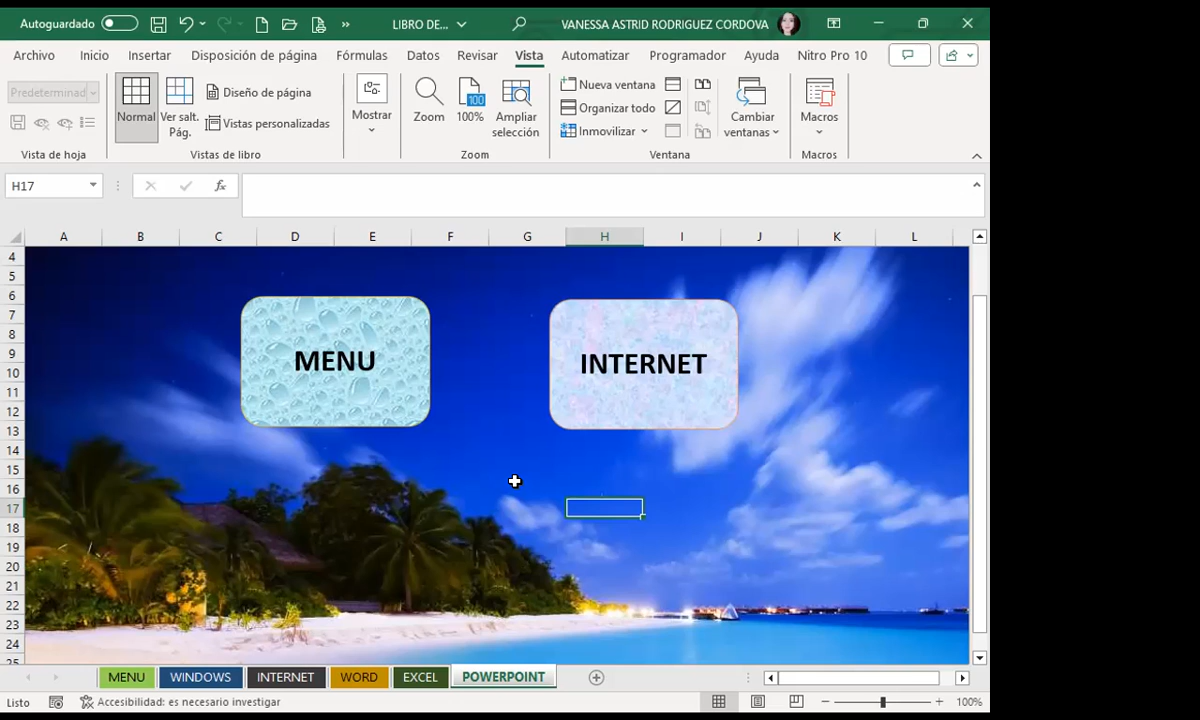 Autoguardado LIBRO DE... VANESSA ASTRID RODRIGUEZ CORDOVA
Archivo Inicio Insertar Disposición de página Fórmulas Datos Revisar Vista Automatizar Programador Ayuda Nitro Pro 10
Predeterminad
Normal
Ver salt. Pág.
Diseño de página
Vistas personalizadas
Mostrar
Zoom
100
100%
Ampliar selección
Nueva ventana
Organizar todo
Inmovilizar
Cambiar ventanas
Macros
Vista de hoja Vistas de libro Zoom Ventana Macros
H17 fx
A B C D E F G H I J K L
4
5
6
7
8
9
10
11
12
13
14
15
16
17
18
19
20
21
22
23
24
25
MENU INTERNET
MENU WINDOWS INTERNET WORD EXCEL POWERPOINT
Listo Accesibilidad: es necesario investigar 100%